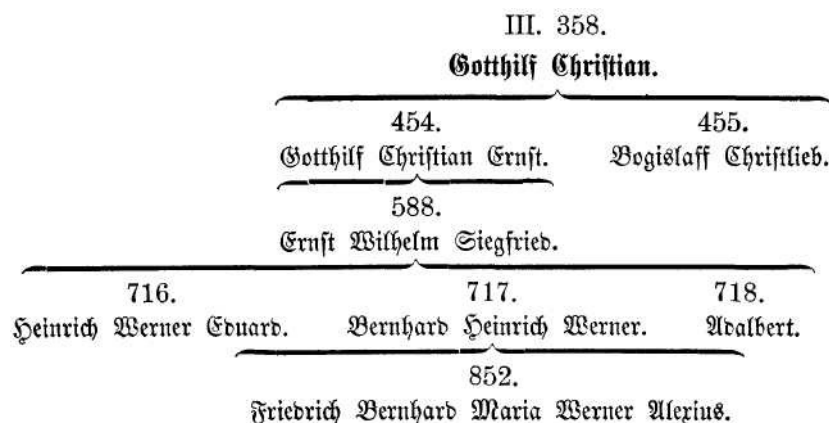 III. 358.
Gotthilf Chriſtian.
454. 455.
Gotthilf Chriſtian Ernſt. Bogislaff Chriſtlieb.
588.
Ernſt Wilhelm Siegfried.
716. 717. 718.
Heinrich Werner Eduard. Bernhard Heinrich Werner. Adalbert.
852.
Friedrich Bernhard Maria Werner Alexius.